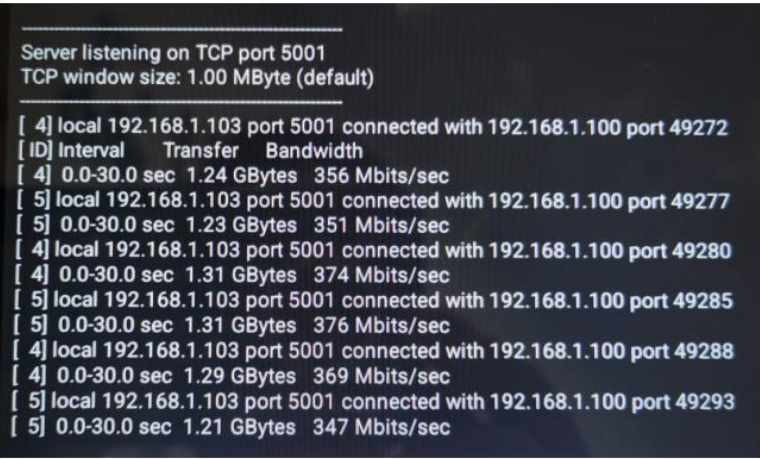 Server listening on TCP port 5001
TCP window size: 1.00 MByte (default)
[ 4] local 192.168.1.103 port 5001 connected with 192.168.1.100 port 49272
[ ID] Interval Transfer Bandwidth
[ 4] 0.0-30.0 sec 1.24 GBytes 356 Mbits/sec
[ 5] local 192.168.1.103 port 5001 connected with 192.168.1.100 port 49277
[ 5] 0.0-30.0 sec 1.23 GBytes 351 Mbits/sec
[ 4] local 192.168.1.103 port 5001 connected with 192.168.1.100 port 49280
[ 4] 0.0-30.0 sec 1.31 GBytes 374 Mbits/sec
[ 5] local 192.168.1.103 port 5001 connected with 192.168.1.100 port 49285
[ 5] 0.0-30.0 sec 1.31 GBytes 376 Mbits/sec
[ 4] local 192.168.1.103 port 5001 connected with 192.168.1.100 port 49288
[ 4] 0.0-30.0 sec 1.29 GBytes 369 Mbits/sec
[ 5] local 192.168.1.103 port 5001 connected with 192.168.1.100 port 49293
[ 5] 0.0-30.0 sec 1.21 GBytes 347 Mbits/sec